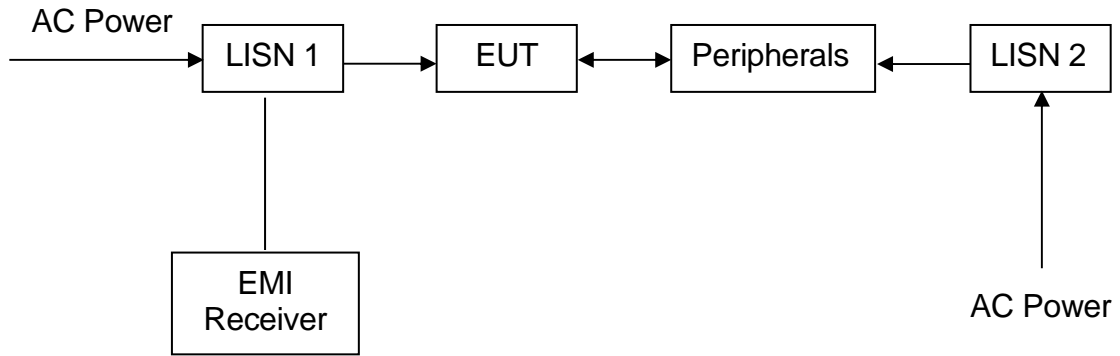 AC Power
LISN 1
EUT
Peripherals
LISN 2
EMI
Receiver
AC Power